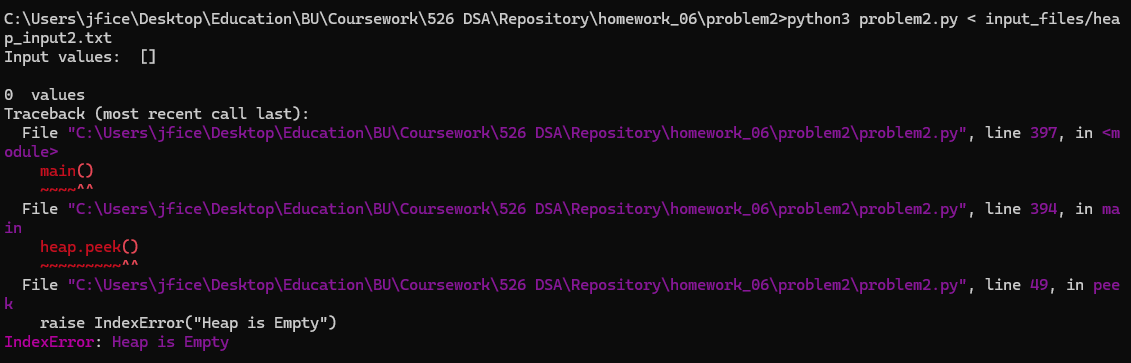 C:\Users\jfice\Desktop\Education\BU\Coursework\526 DSA\Repository\homework_06\problem2>python3 problem2.py < input_files/hea
p_input2.txt
Input values:  []

0  values
Traceback (most recent call last):
  File "C:\Users\jfice\Desktop\Education\BU\Coursework\526 DSA\Repository\homework_06\problem2\problem2.py", line 397, in <m
odule>
    main()
    ~~~~^^
  File "C:\Users\jfice\Desktop\Education\BU\Coursework\526 DSA\Repository\homework_06\problem2\problem2.py", line 394, in ma
in
    heap.peek()
    ~~~~~~~~~^^
  File "C:\Users\jfice\Desktop\Education\BU\Coursework\526 DSA\Repository\homework_06\problem2\problem2.py", line 49, in pee
k
    raise IndexError("Heap is Empty")
IndexError: Heap is Empty